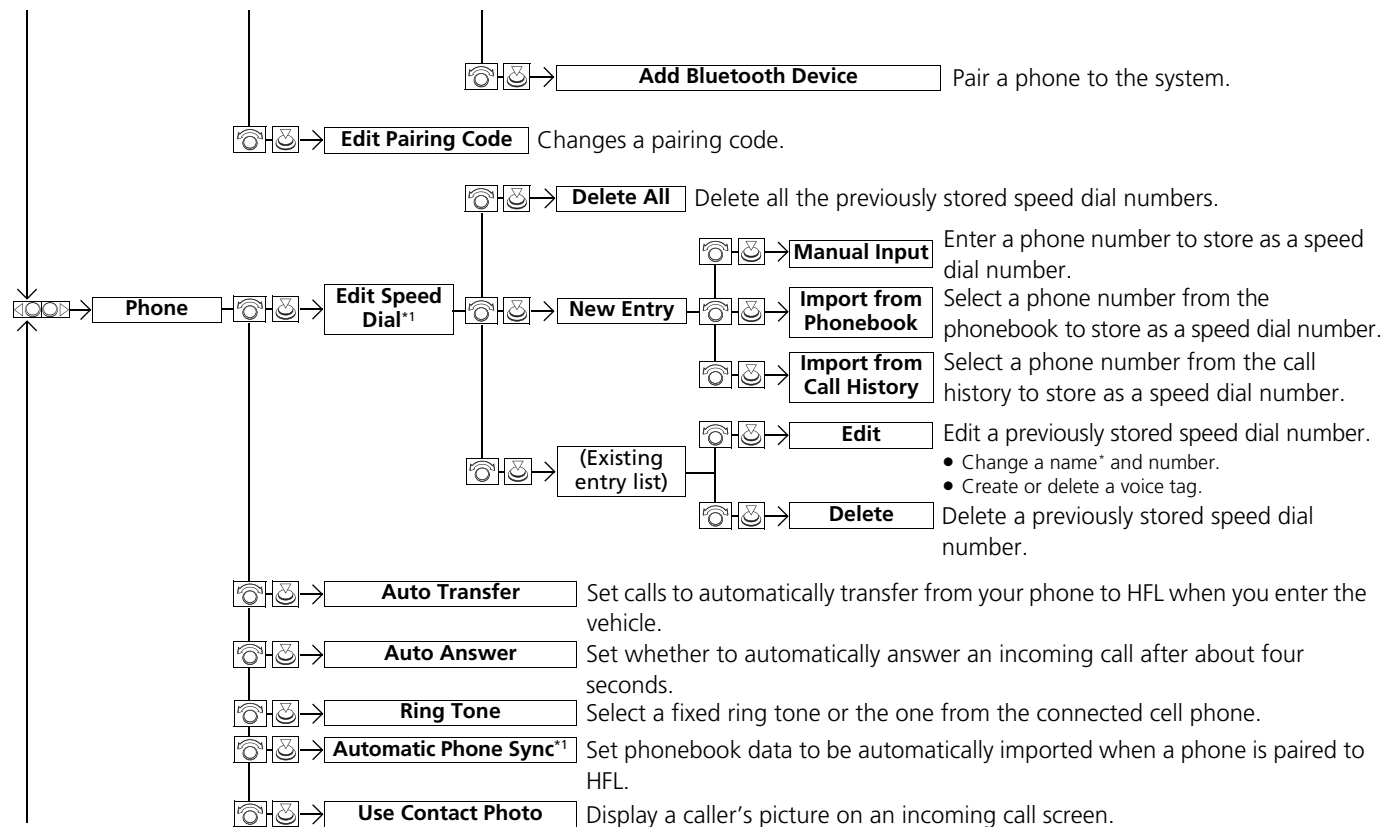 Add Bluetooth Device Pair a phone to the system.
Edit Pairing Code Changes a pairing code.
Delete All Delete all the previously stored speed dial numbers.
Manual Input Enter a phone number to store as a speed
dial number.
Phone
Edit Speed
Dial*1
New Entry
Import from
Phonebook
Select a phone number from the
phonebook to store as a speed dial number.
Import from
Call History
Select a phone number from the call
history to store as a speed dial number.
(Existing
entry list)
Edit Edit a previously stored speed dial number.
● Change a name* and number.
● Create or delete a voice tag.
Delete Delete a previously stored speed dial
number.
Auto Transfer Set calls to automatically transfer from your phone to HFL when you enter the
vehicle.
Auto Answer Set whether to automatically answer an incoming call after about four
seconds.
Ring Tone Select a fixed ring tone or the one from the connected cell phone.
Automatic Phone Sync*1 Set phonebook data to be automatically imported when a phone is paired to
HFL.
Use Contact Photo Display a caller’s picture on an incoming call screen.